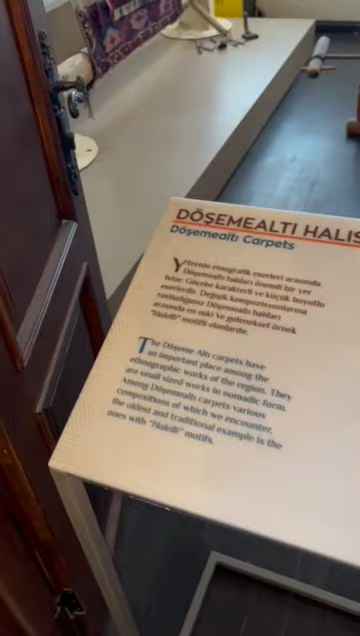 DÖŞEMEALTI HALIS
Döşemealtı Carpets
Yörenin etnografik eserleri arasında
Döşemealtı halıları önemli bir yer
tutar. Göçebe karakterli ve küçük boyutlu
eserlerdir. Değişik kompozisyonlarına
rastladığımız Döşemealtı halıları
arasında en eski ve geleneksel örnek
"Halelli" motifli olanlardır.
The Döşeme Altı carpets have
an important place among the
ethnographic works of the region. They
are small sized works in nomadic form.
Among Döşemealtı carpets various
compositions of which we encounter,
the oldest and traditional example is the
ones with "Halelli" motifs.